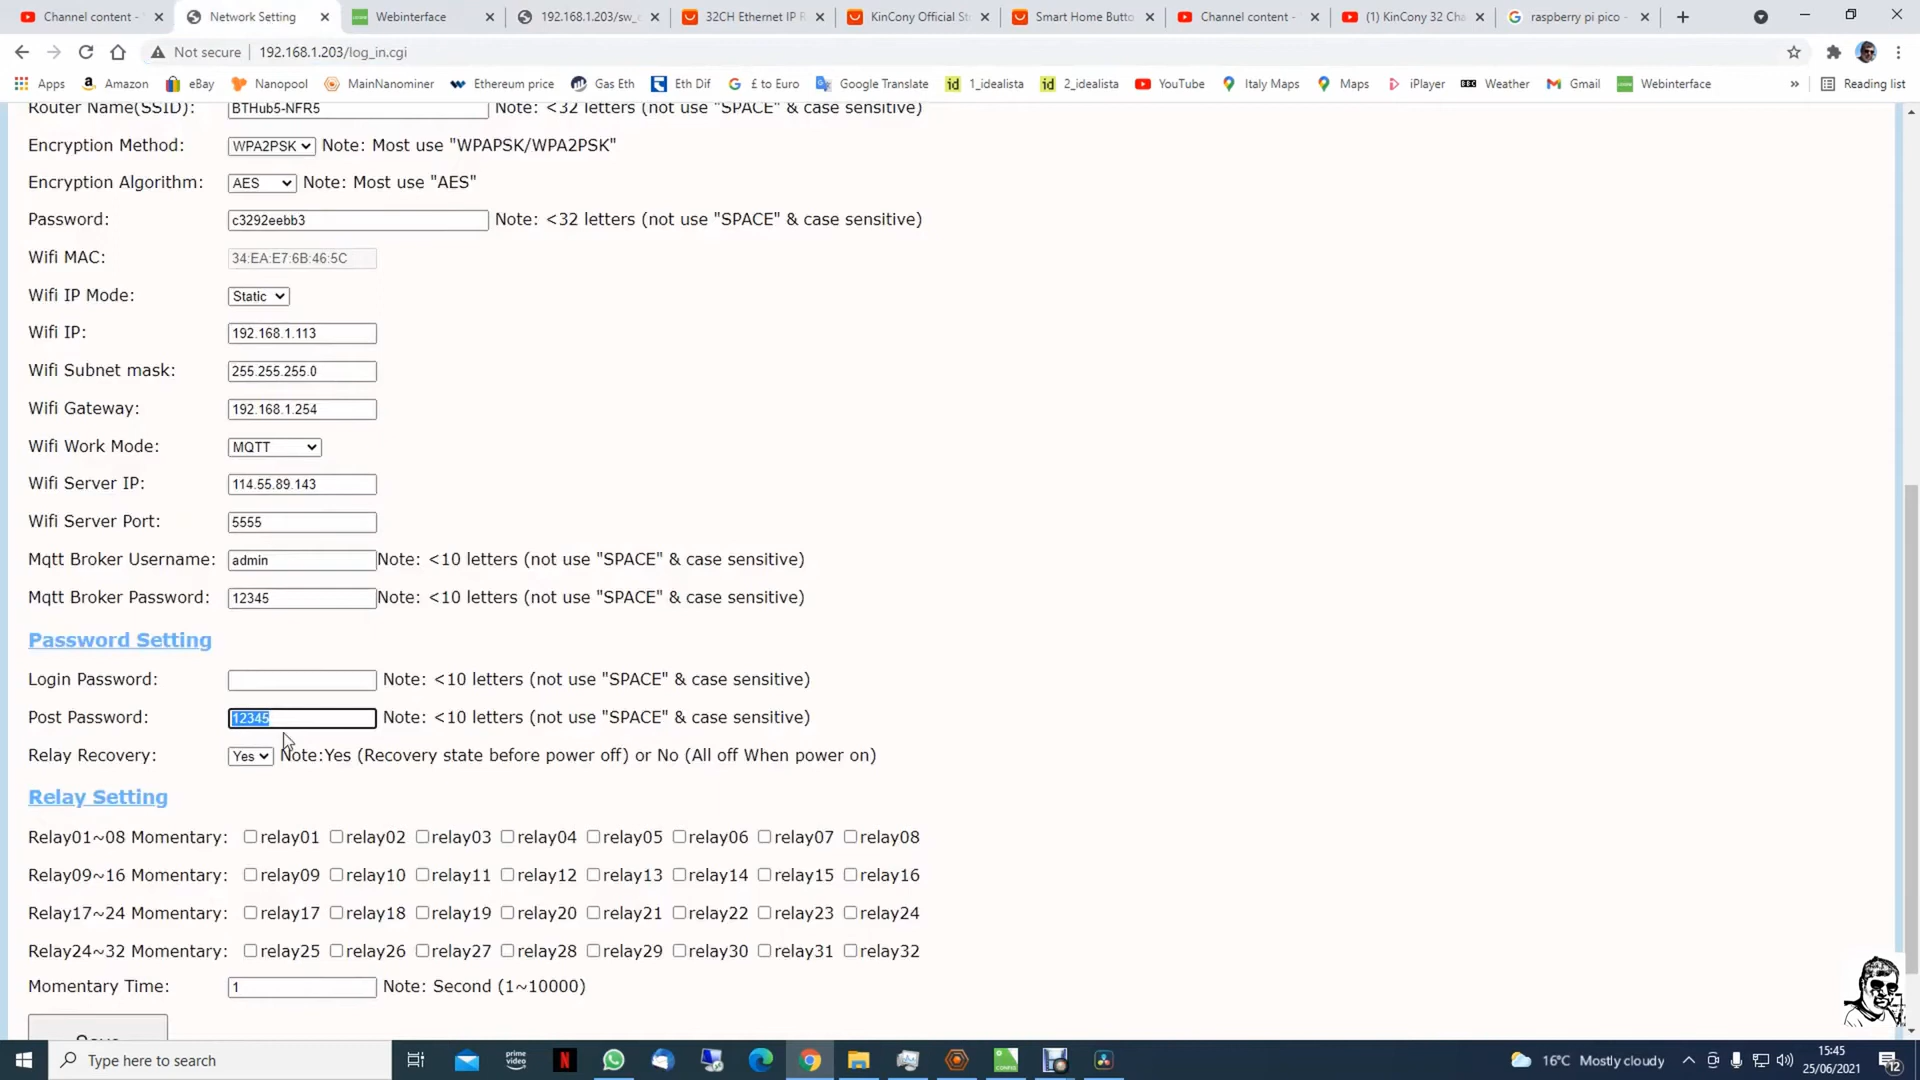 Channel content -
Network Setting
Webinterface
192.168.1.203/sw_
32CH Ethernet IP R
KinCony Official St
Smart Home Butto
Channel content -
(1) KinCony 32 Cha
raspberry pi pico -
Not secure
192.168.1.203/log_in.cgi
Apps
Amazon
eBay
Nanopool
MainNanominer
Ethereum price
Gas Eth
Eth Dif
£ to Euro
Google Translate
1_idealista
2_idealista
YouTube
Italy Maps
Maps
iPlayer
Weather
Gmail
Webinterface
»
Reading list
Router Name(SSID): BTHub5-NFR5 Note: <32 letters (not use "SPACE" & case sensitive)
Encryption Method: WPA2PSK Note: Most use "WPAPSK/WPA2PSK"
Encryption Algorithm: AES Note: Most use "AES"
Password: c3292eebb3 Note: <32 letters (not use "SPACE" & case sensitive)
Wifi MAC: 34:EA:E7:6B:46:5C
Wifi IP Mode: Static
Wifi IP: 192.168.1.113
Wifi Subnet mask: 255.255.255.0
Wifi Gateway: 192.168.1.254
Wifi Work Mode: MQTT
Wifi Server IP: 114.55.89.143
Wifi Server Port: 5555
Mqtt Broker Username: admin Note: <10 letters (not use "SPACE" & case sensitive)
Mqtt Broker Password: 12345 Note: <10 letters (not use "SPACE" & case sensitive)
Password Setting
Login Password: Note: <10 letters (not use "SPACE" & case sensitive)
Post Password: 12345 Note: <10 letters (not use "SPACE" & case sensitive)
Relay Recovery: Yes Note:Yes (Recovery state before power off) or No (All off When power on)
Relay Setting
Relay01~08 Momentary: relay01 relay02 relay03 relay04 relay05 relay06 relay07 relay08
Relay09~16 Momentary: relay09 relay10 relay11 relay12 relay13 relay14 relay15 relay16
Relay17~24 Momentary: relay17 relay18 relay19 relay20 relay21 relay22 relay23 relay24
Relay24~32 Momentary: relay25 relay26 relay27 relay28 relay29 relay30 relay31 relay32
Momentary Time: 1 Note: Second (1~10000)
Save
Type here to search
prime video
N
CONFIG
16°C Mostly cloudy
15:45
25/06/2021
12